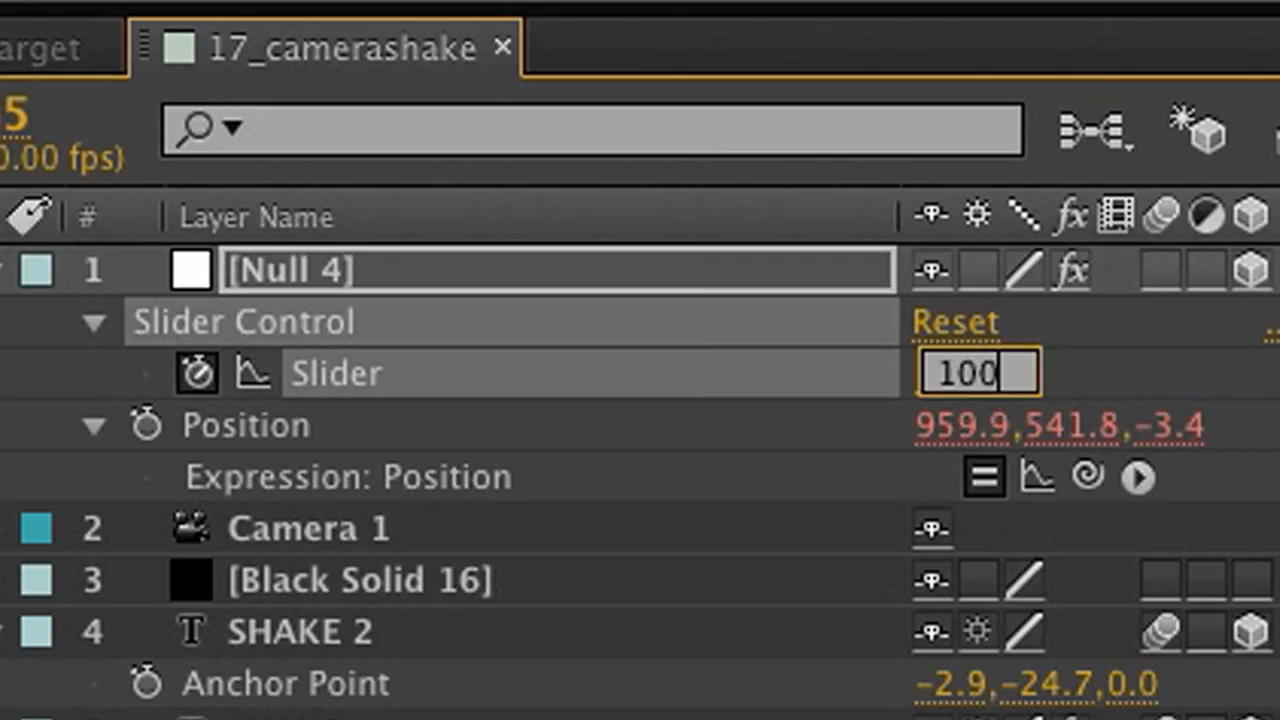 arget 17_camerashake ×
5
0.00 fps)
# Layer Name fx
1 [Null 4] fx
Slider Control Reset ..
Slider 100
Position 959.9,541.8,-3.4
Expression: Position
2 Camera 1
3 [Black Solid 16]
4 T SHAKE 2
Anchor Point -2.9,-24.7,0.0